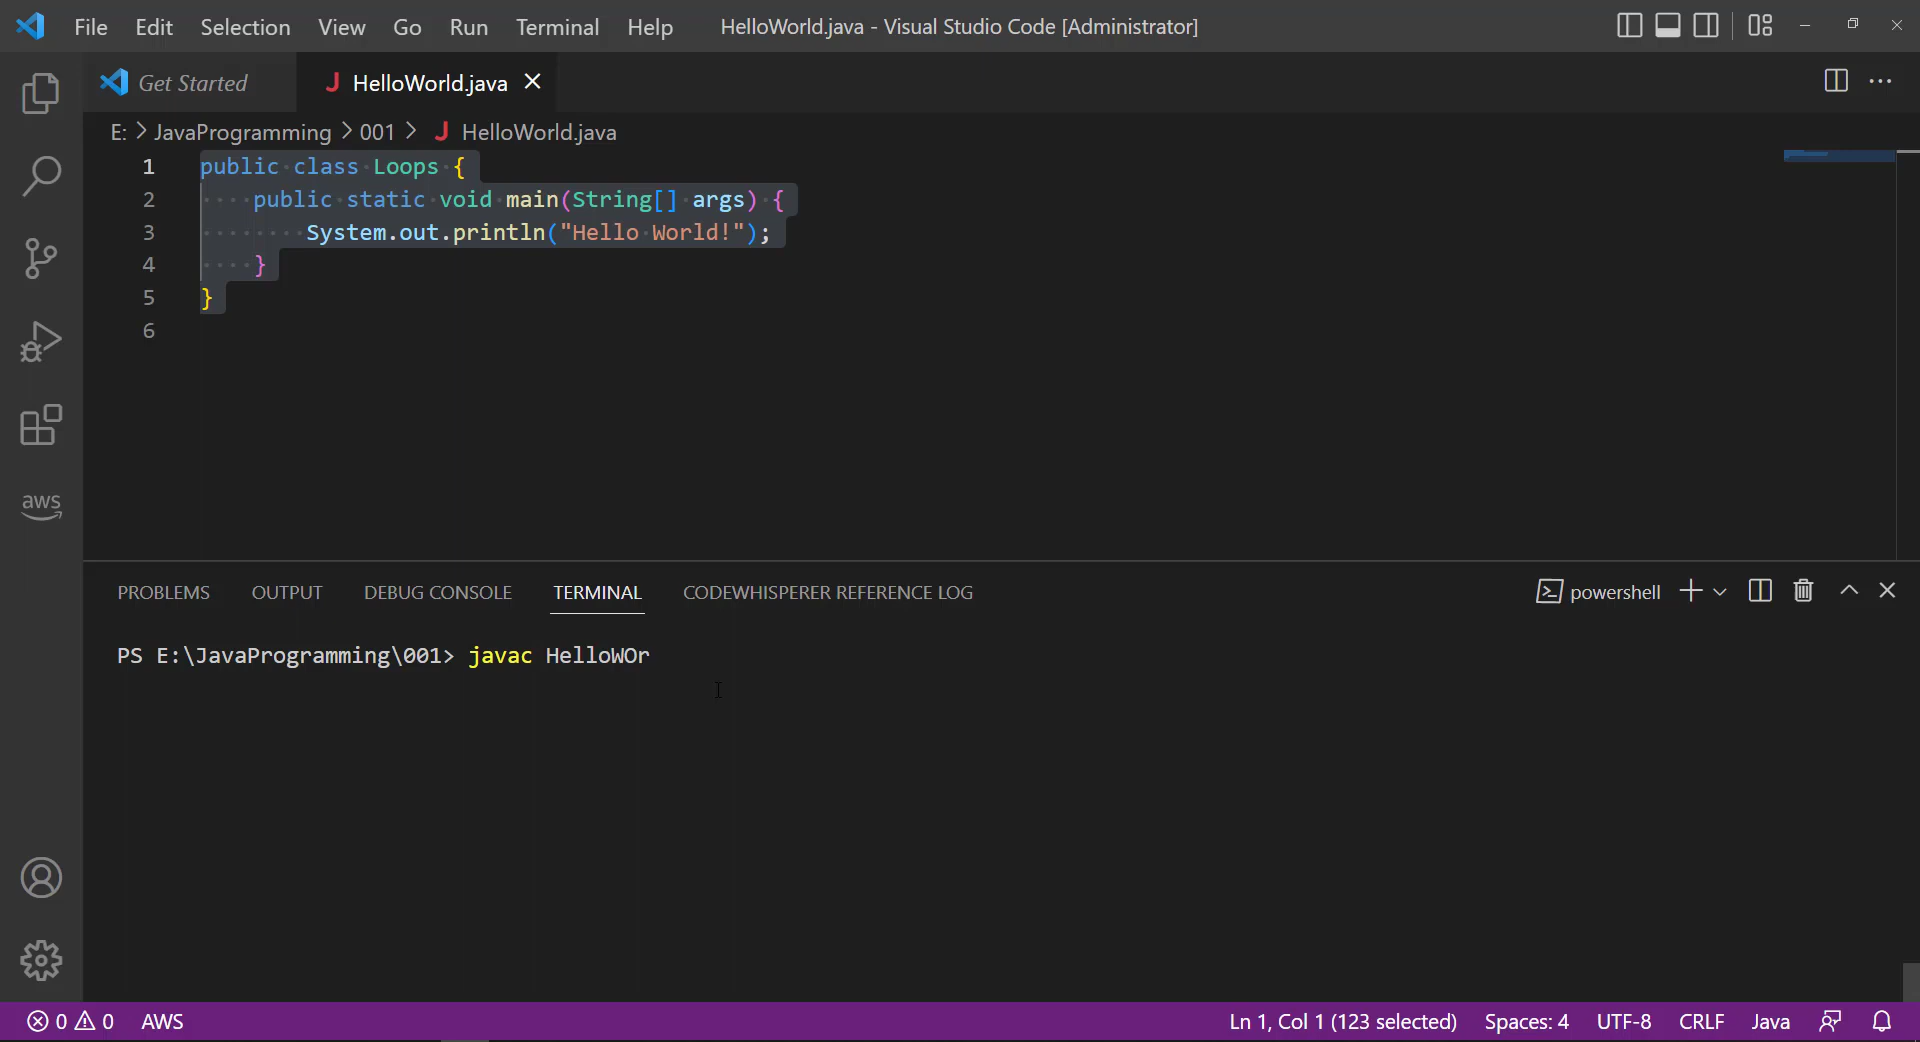 File Edit Selection View Go Run Terminal Help HelloWorld.java - Visual Studio Code [Administrator]
Get Started J HelloWorld.java
E: > JavaProgramming > 001 > J HelloWorld.java
1 public class Loops {
2 public static void main(String[] args) {
3 System.out.println("Hello World!");
4 }
5 }
6
aws
PROBLEMS OUTPUT DEBUG CONSOLE TERMINAL CODEWHISPERER REFERENCE LOG powershell
PS E:\JavaProgramming\001> javac HelloWOr
0 0 AWS Ln 1, Col 1 (123 selected) Spaces: 4 UTF-8 CRLF Java